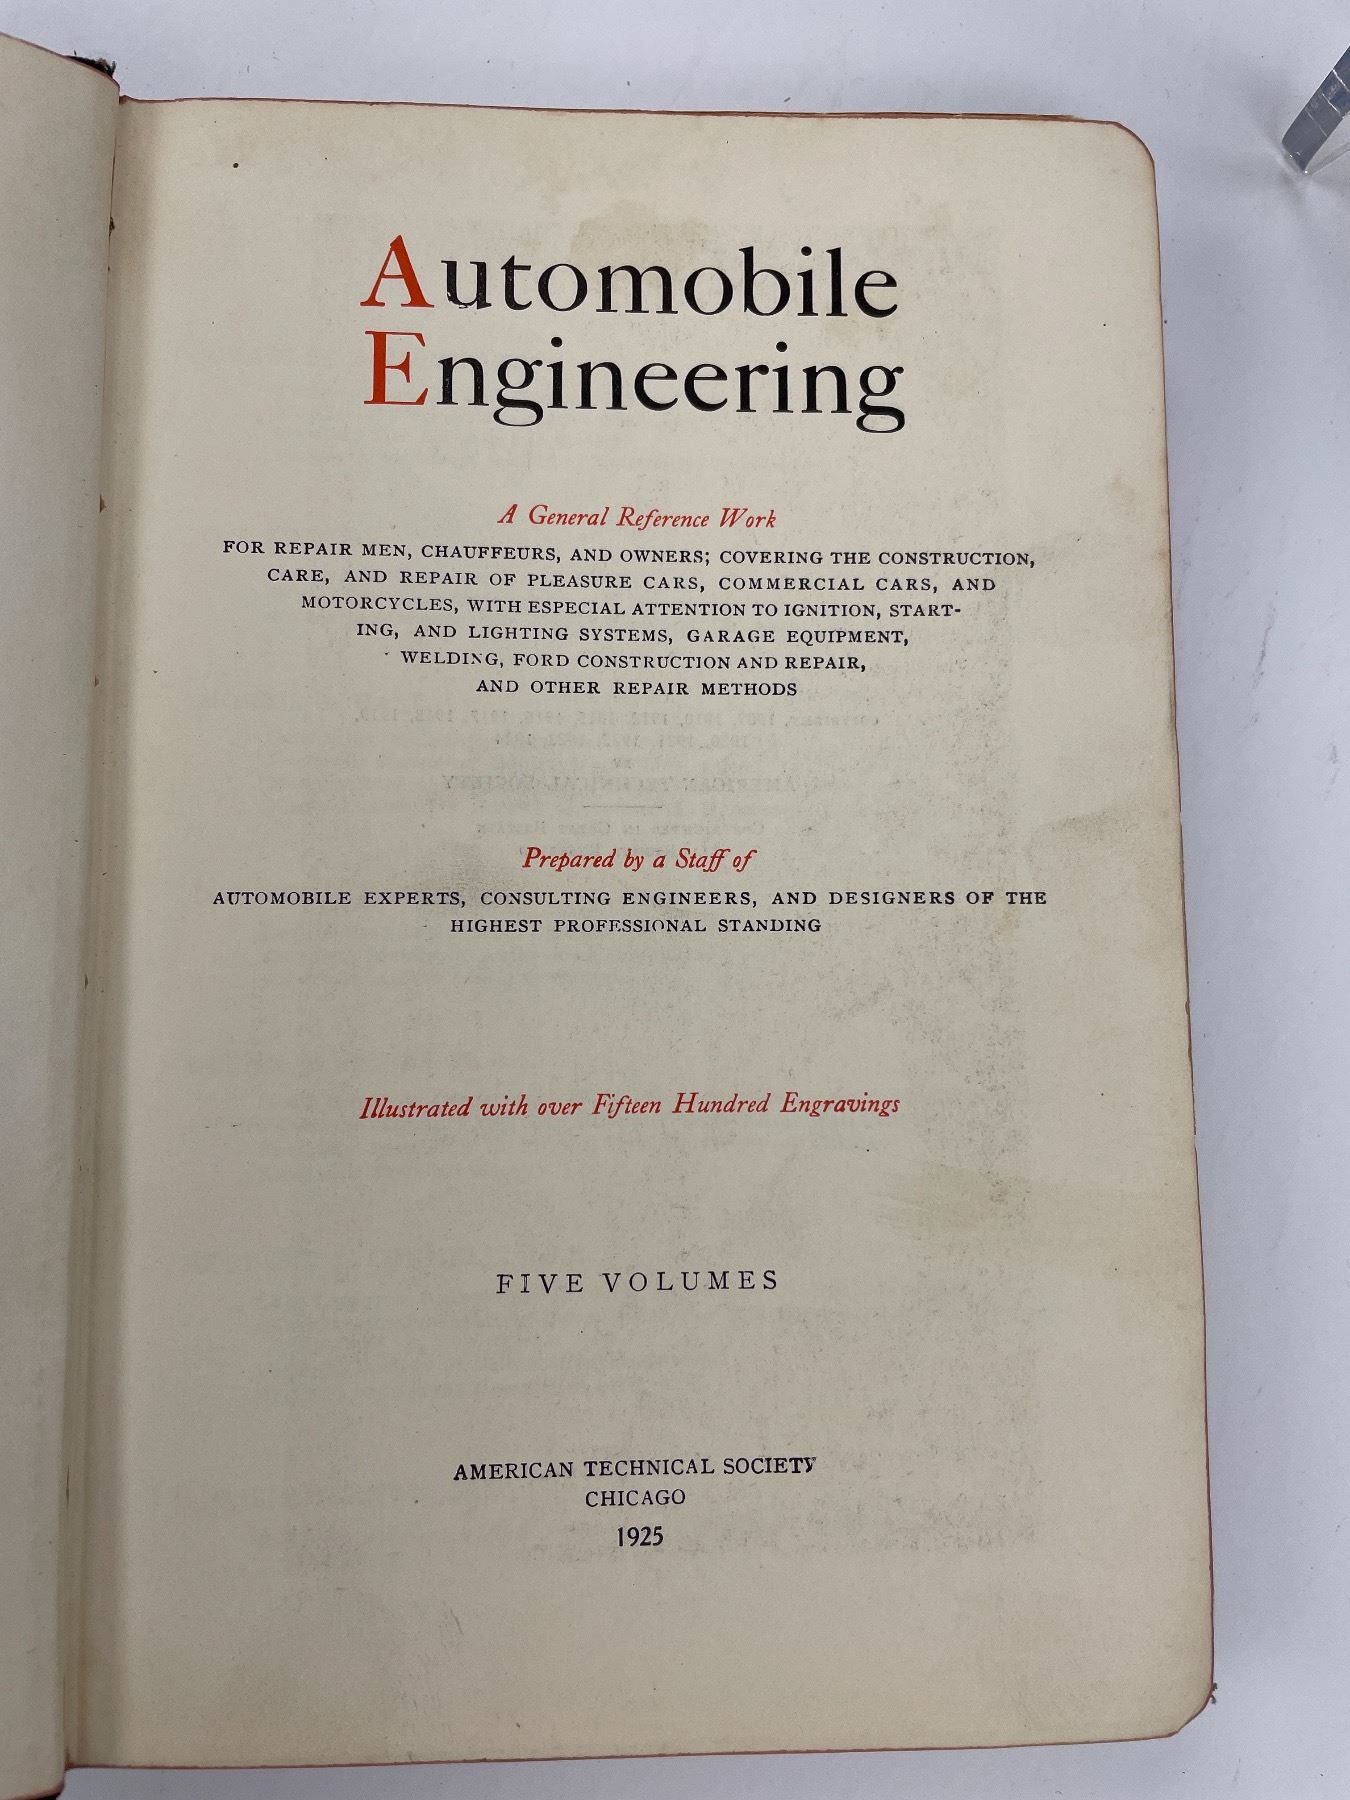 Automobile
Engineering
A General Reference Work
FOR REPAIR MEN, CHAUFFEURS, AND OWNERS; COVERING THE CONSTRUCTION,
CARE, AND REPAIR OF PLEASURE CARS, COMMERCIAL CARS, AND
MOTORCYCLES, WITH ESPECIAL ATTENTION TO IGNITION, START-
ING, AND LIGHTING SYSTEMS, GARAGE EQUIPMENT,
WELDING, FORD CONSTRUCTION AND REPAIR,
AND OTHER REPAIR METHODS
Prepared by a Staff of
AUTOMOBILE EXPERTS, CONSULTING ENGINEERS, AND DESIGNERS OF THE
HIGHEST PROFESSIONAL STANDING
Illustrated with over Fifteen Hundred Engravings
FIVE VOLUMES
AMERICAN TECHNICAL SOCIETY
CHICAGO
1925